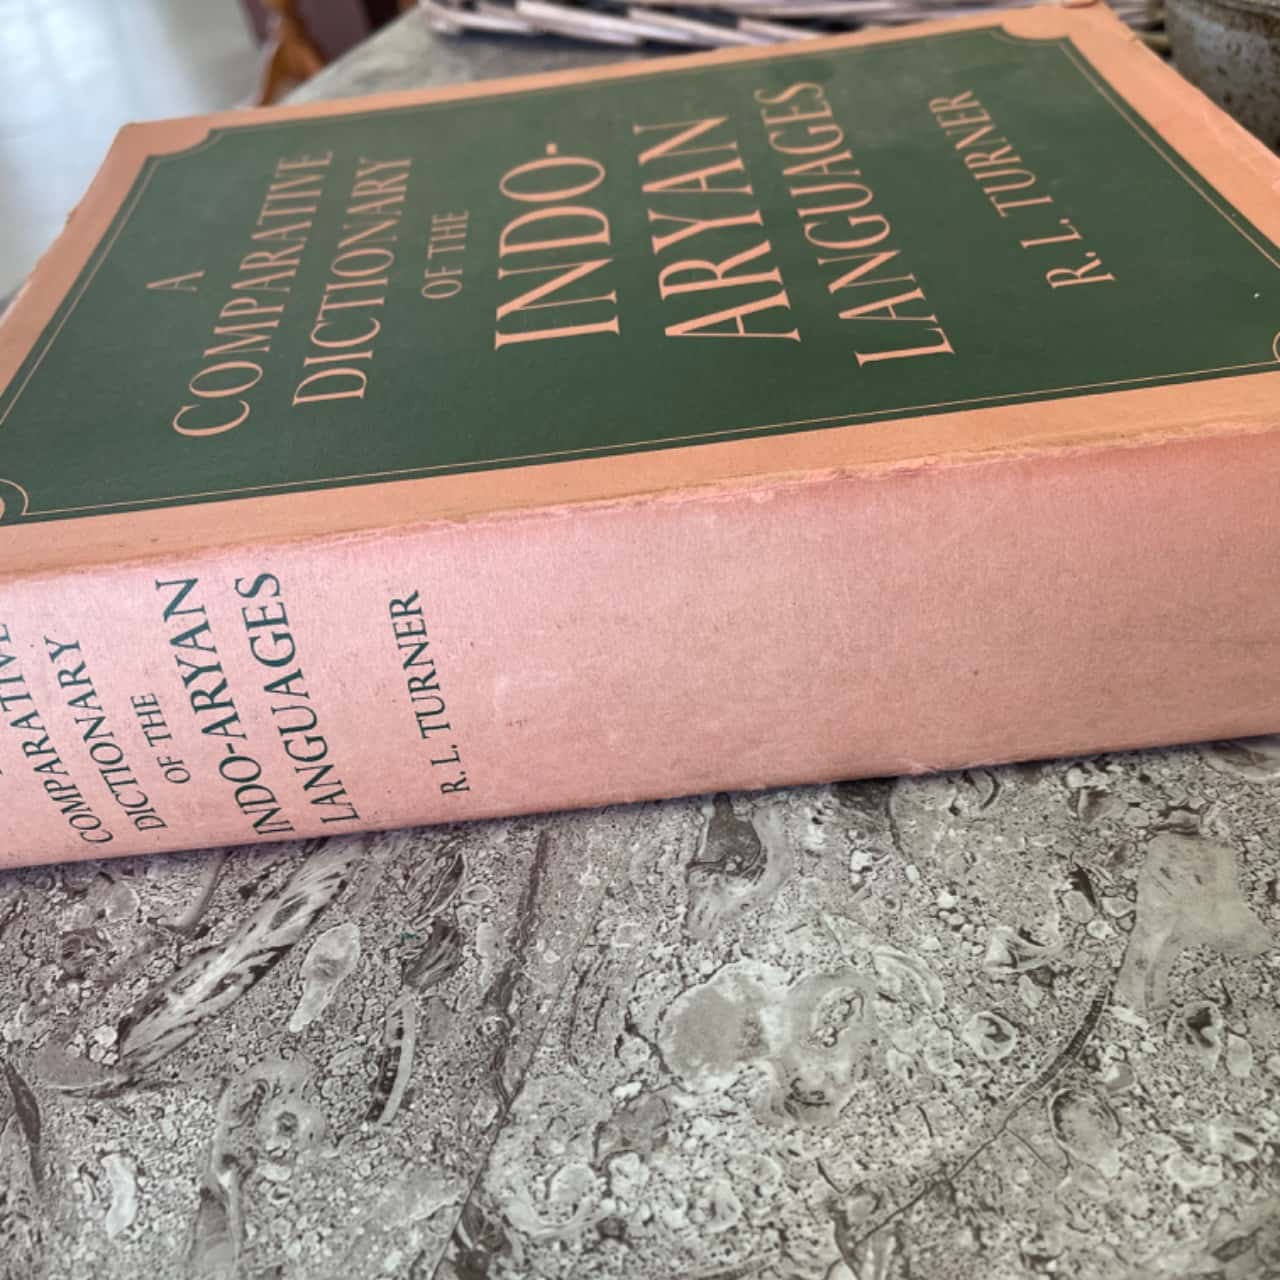 A
COMPARATIVE
DICTIONARY
OF THE
INDO-
ARYAN
LANGUAGES
R. L. TURNER
COMPARATIVE
DICTIONARY
OF THE
INDO-ARYAN
LANGUAGES
R. L. TURNER